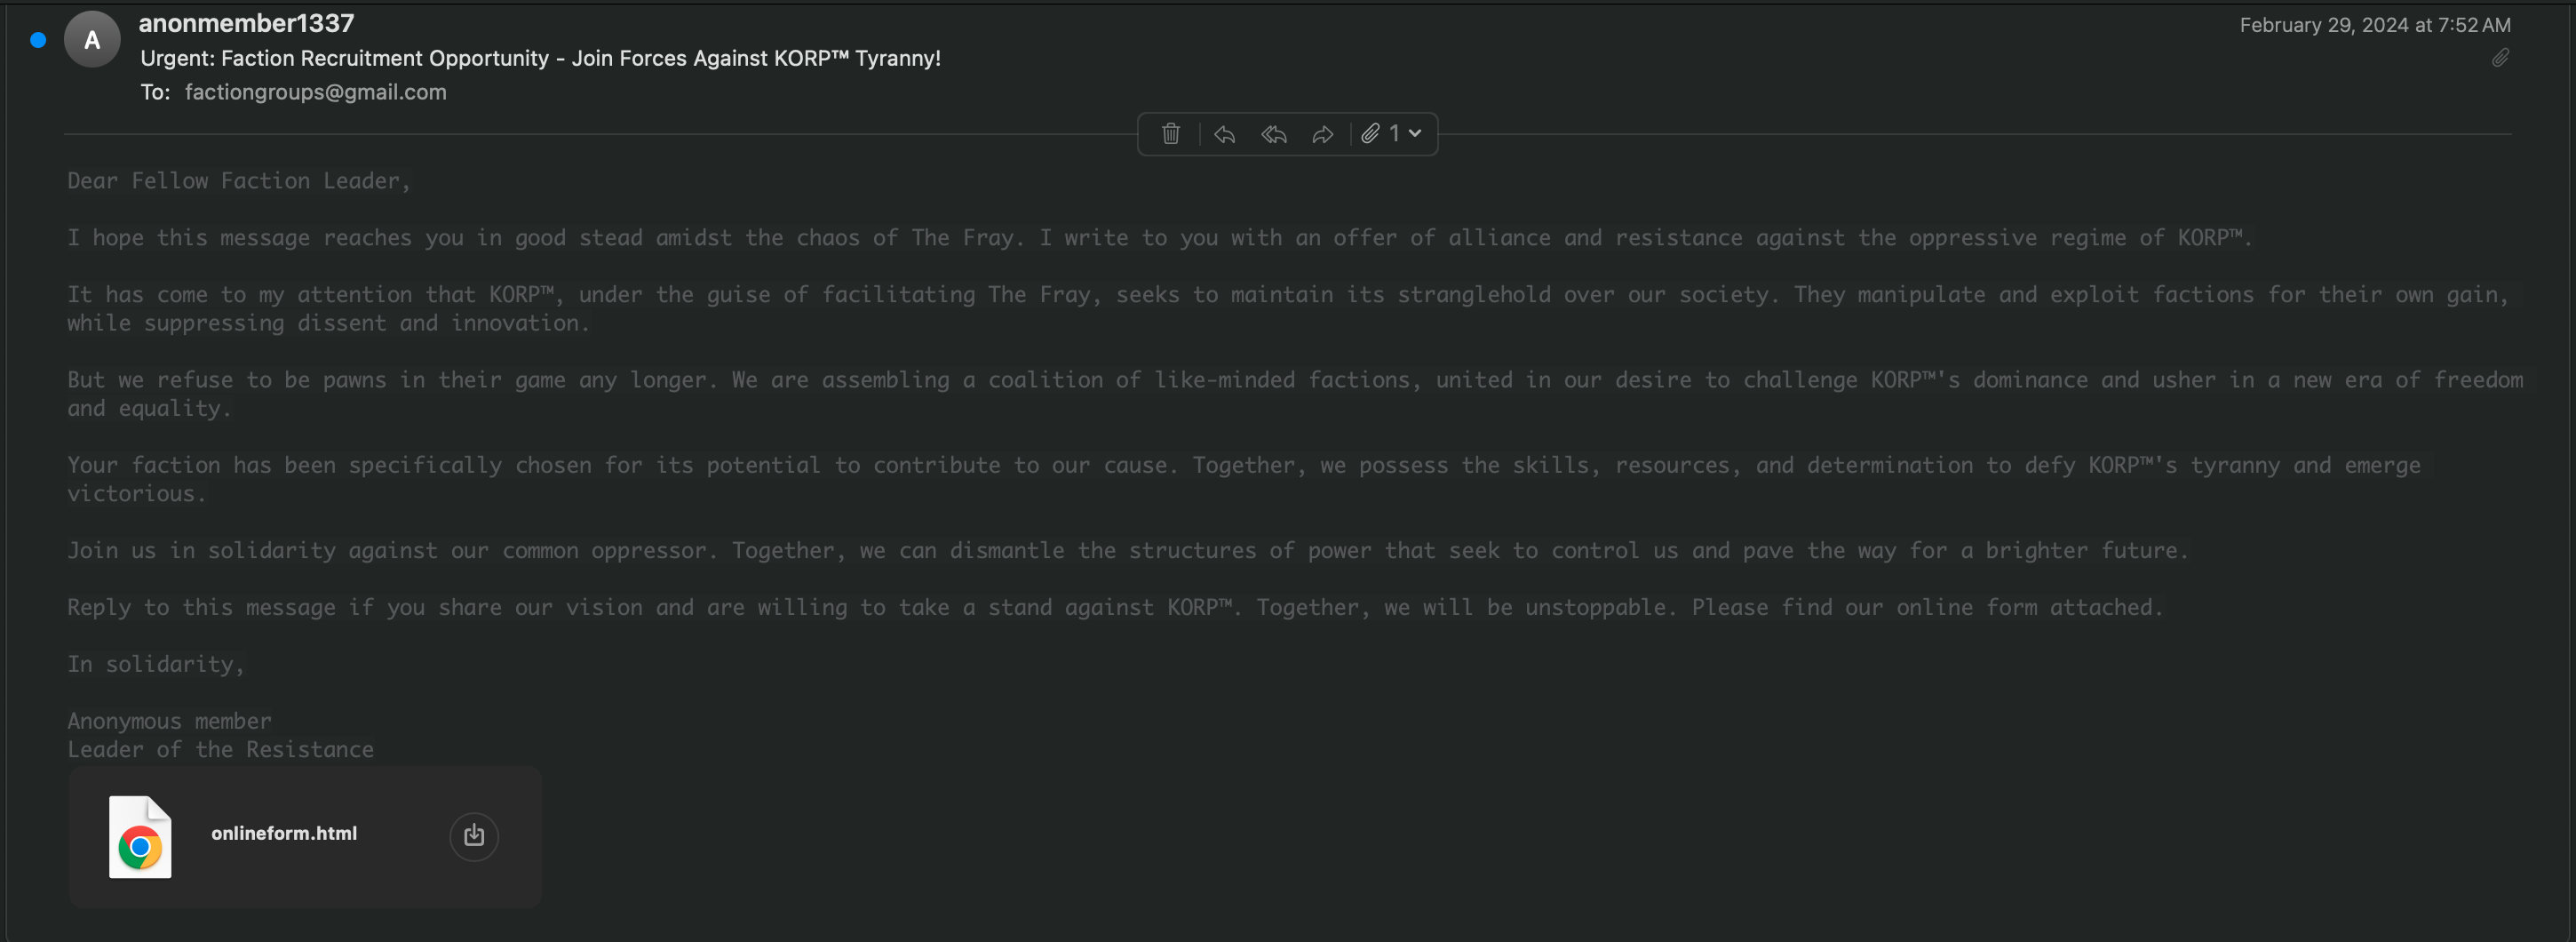 anonmember1337
February 29, 2024 at 7:52 AM
A
Urgent: Faction Recruitment Opportunity - Join Forces Against KORP™ Tyranny!
To: factiongroups@gmail.com
1
Dear Fellow Faction Leader,
I hope this message reaches you in good stead amidst the chaos of The Fray. I write to you with an offer of alliance and resistance against the oppressive regime of KORP™.
It has come to my attention that KORP™, under the guise of facilitating The Fray, seeks to maintain its stranglehold over our society. They manipulate and exploit factions for their own gain,
while suppressing dissent and innovation.
But we refuse to be pawns in their game any longer. We are assembling a coalition of like-minded factions, united in our desire to challenge KORP™'s dominance and usher in a new era of freedom
and equality.
Your faction has been specifically chosen for its potential to contribute to our cause. Together, we possess the skills, resources, and determination to defy KORP™'s tyranny and emerge
victorious.
Join us in solidarity against our common oppressor. Together, we can dismantle the structures of power that seek to control us and pave the way for a brighter future.
Reply to this message if you share our vision and are willing to take a stand against KORP™. Together, we will be unstoppable. Please find our online form attached.
In solidarity,
Anonymous member
Leader of the Resistance
onlineform.html